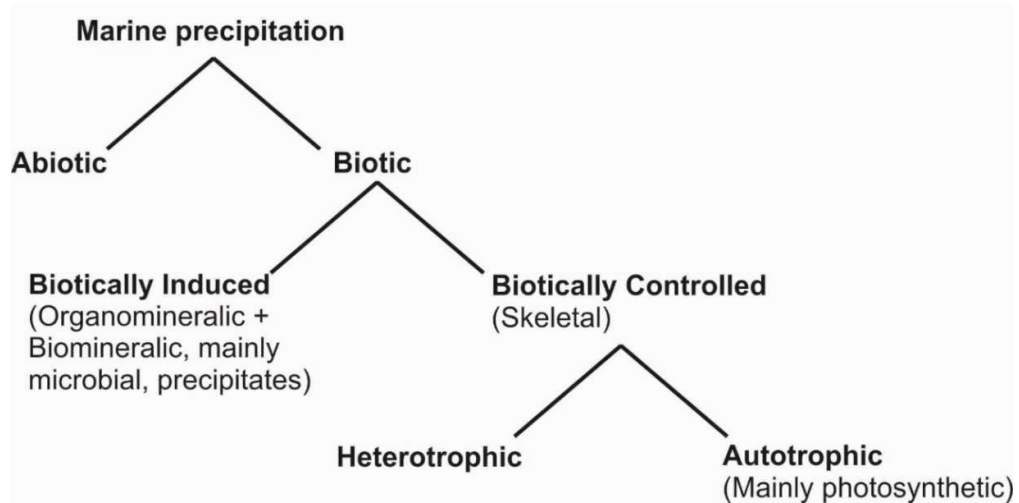 Marine precipitation
Abiotic
Biotic
Biotically Induced
(Organomineralic +
Biomineralic, mainly
microbial, precipitates)
Biotically Controlled
(Skeletal)
Heterotrophic
Autotrophic
(Mainly photosynthetic)